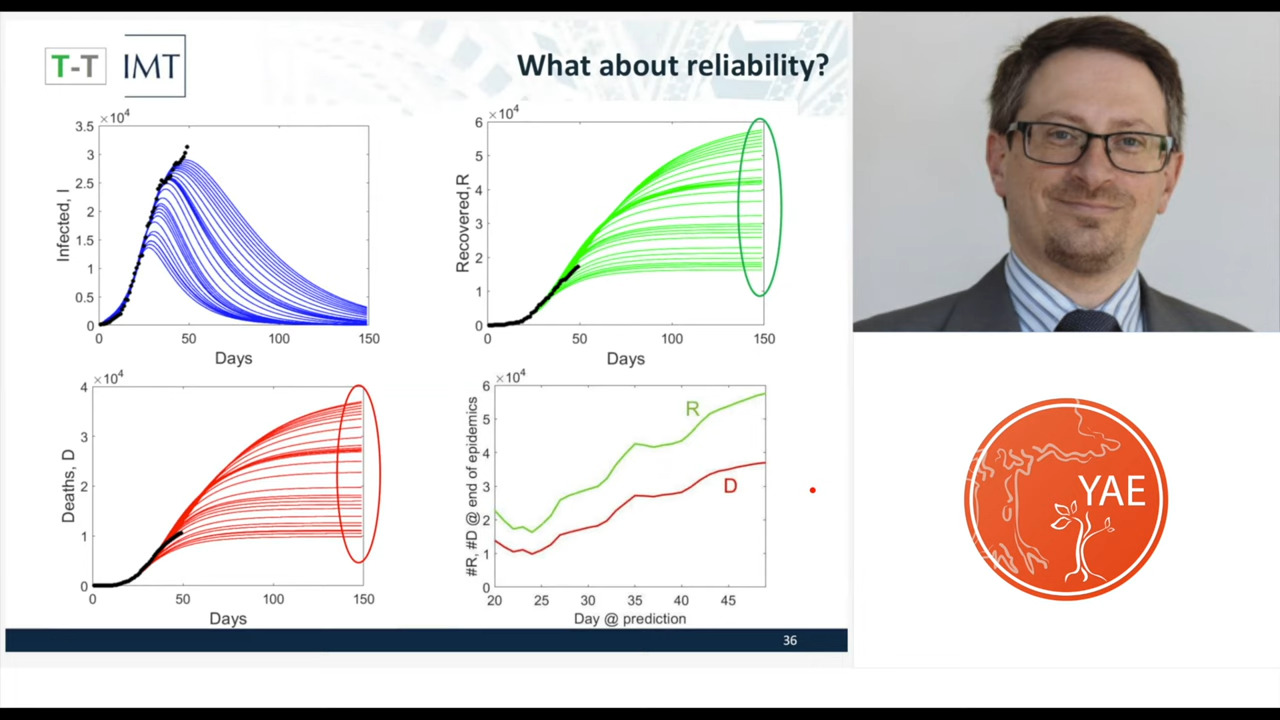 T-T IMT
What about reliability?
×10⁴
3.5
3
2.5
2
1.5
1
0.5
0
Infected, I
0 50 100 150
Days
×10⁴
6
5
4
3
2
1
0
Recovered,R
0 50 100 150
Days
×10⁴
4
3
2
1
0
Deaths, D
0 50 100 150
Days
×10⁴
6
5
4
3
2
1
0
#R, #D @ end of epidemics
R
D
20 25 30 35 40 45
Day @ prediction
36
YAE